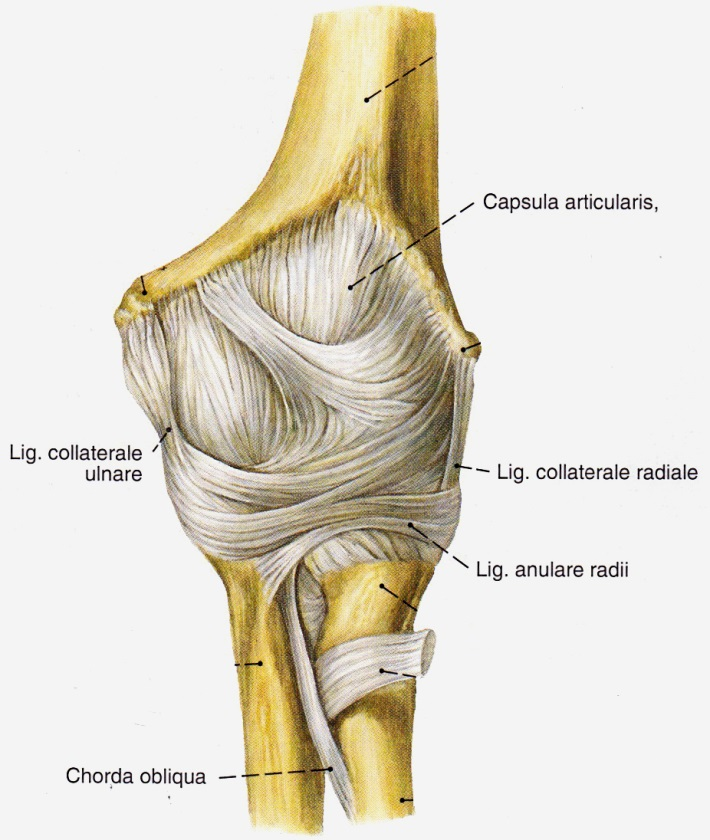 Capsula articularis,
Lig. collaterale
ulnare
Lig. collaterale radiale
Lig. anulare radii
Chorda obliqua